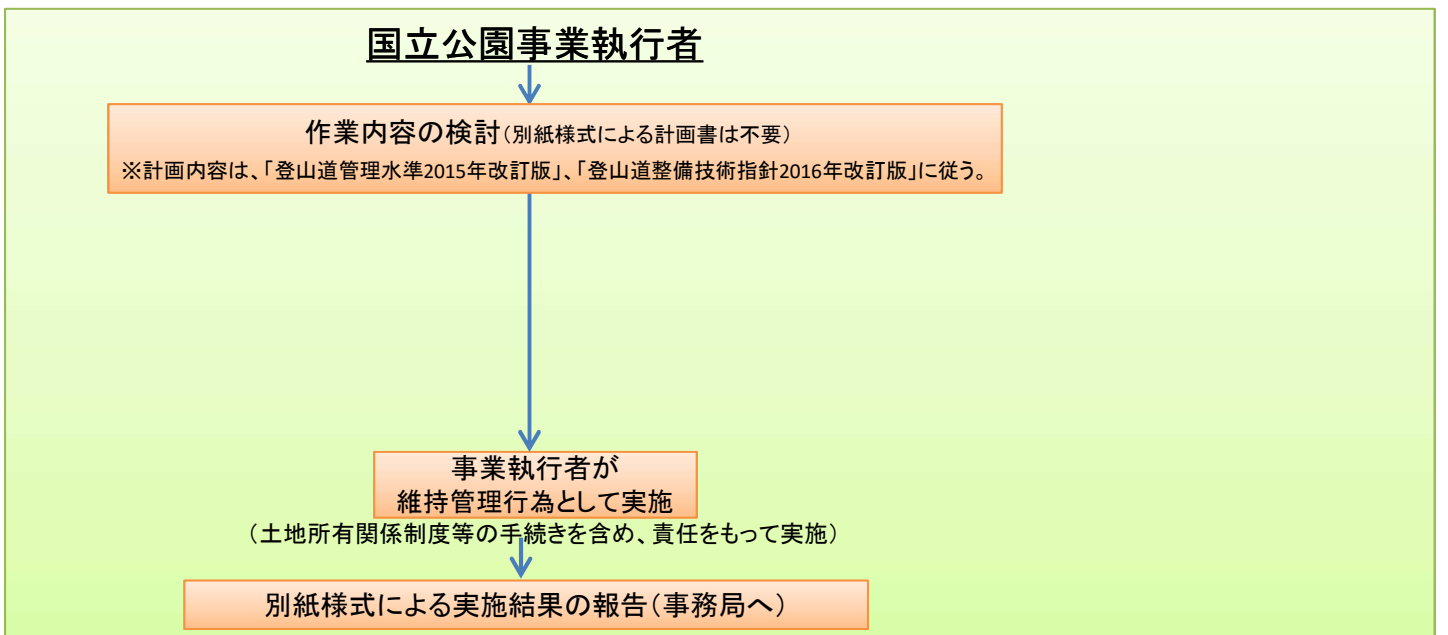 国立公園事業執行者
作業内容の検討(別紙様式による計画書は不要)
※計画内容は、「登山道管理水準2015年改訂版」、「登山道整備技術指針2016年改訂版」に従う。
事業執行者が
維持管理行為として実施
(土地所有関係制度等の手続きを含め、責任をもって実施)
別紙様式による実施結果の報告(事務局へ)